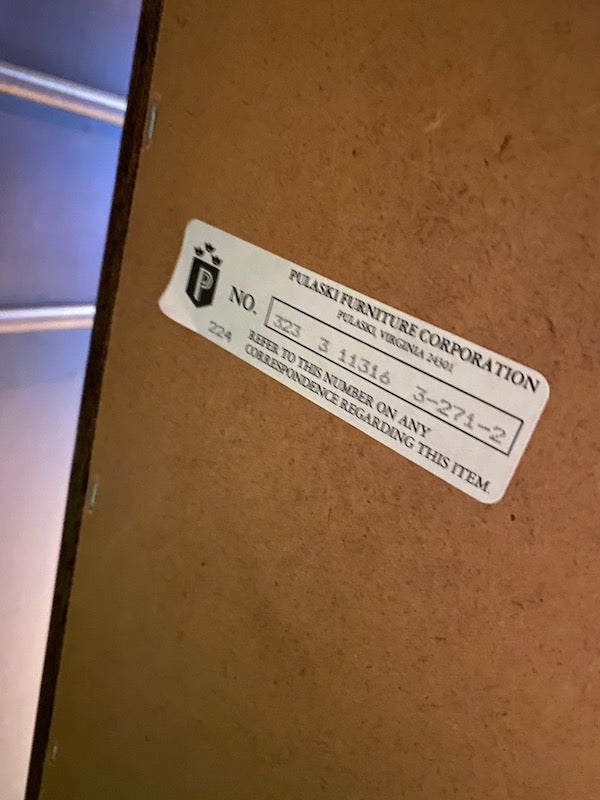 P
PULASKI FURNITURE CORPORATION
PULASKI, VIRGINIA 24301
NO. 323 3 11316 3-271-2
224
REFER TO THIS NUMBER ON ANY
CORRESPONDENCE REGARDING THIS ITEM.